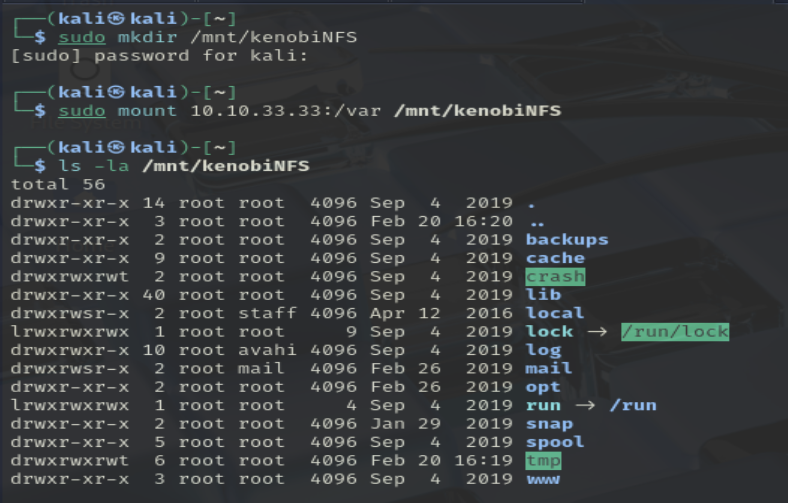 ┌──(kali㉿kali)-[~]
└─$ sudo mkdir /mnt/kenobiNFS
[sudo] password for kali:
┌──(kali㉿kali)-[~]
└─$ sudo mount 10.10.33.33:/var /mnt/kenobiNFS
┌──(kali㉿kali)-[~]
└─$ ls -la /mnt/kenobiNFS
total 56
drwxr-xr-x 14 root root  4096 Sep  4  2019 .
drwxr-xr-x  3 root root  4096 Feb 20 16:20 ..
drwxr-xr-x  2 root root  4096 Sep  4  2019 backups
drwxr-xr-x  9 root root  4096 Sep  4  2019 cache
drwxrwxrwt  2 root root  4096 Sep  4  2019 crash
drwxr-xr-x 40 root root  4096 Sep  4  2019 lib
drwxrwsr-x  2 root staff 4096 Apr 12  2016 local
lrwxrwxrwx  1 root root     9 Sep  4  2019 lock → /run/lock
drwxrwxr-x 10 root avahi 4096 Sep  4  2019 log
drwxrwsr-x  2 root mail  4096 Feb 26  2019 mail
drwxr-xr-x  2 root root  4096 Feb 26  2019 opt
lrwxrwxrwx  1 root root     4 Sep  4  2019 run → /run
drwxr-xr-x  2 root root  4096 Jan 29  2019 snap
drwxr-xr-x  5 root root  4096 Sep  4  2019 spool
drwxrwxrwt  6 root root  4096 Feb 20 16:19 tmp
drwxr-xr-x  3 root root  4096 Sep  4  2019 www